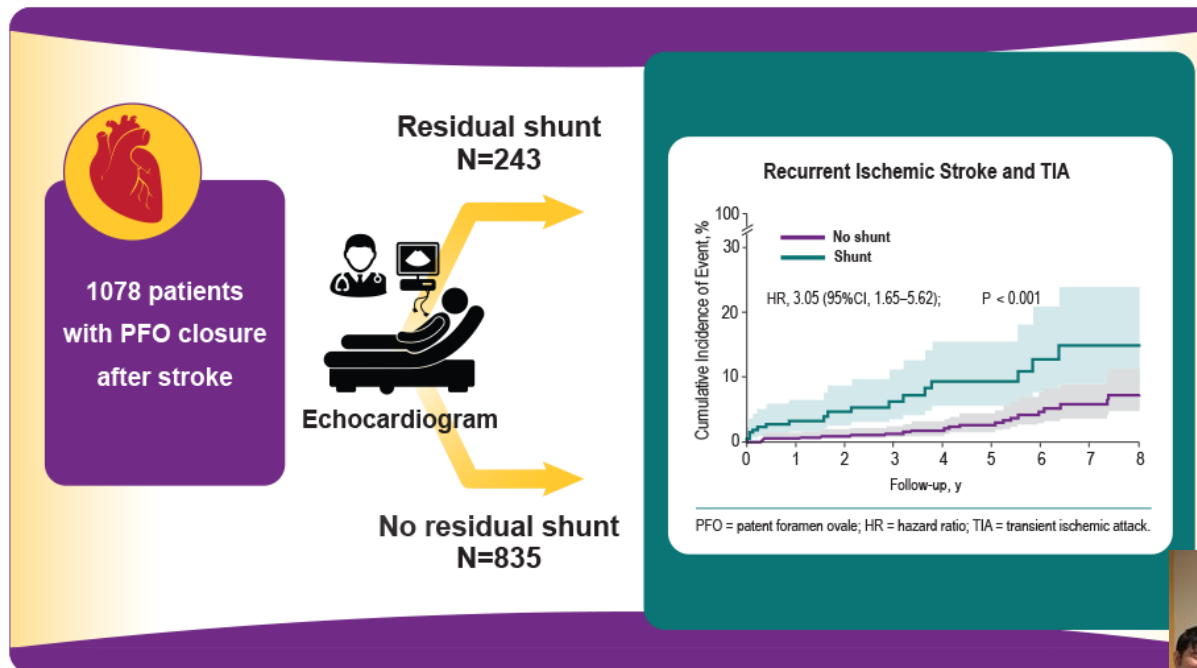 1078 patients
with PFO closure
after stroke
Echocardiogram
Residual shunt
N=243
No residual shunt
N=835
Recurrent Ischemic Stroke and TIA
Cumulative Incidence of Event, %
100
30
20
10
0
No shunt
Shunt
HR, 3.05 (95%CI, 1.65–5.62); P < 0.001
0 1 2 3 4 5 6 7 8
Follow-up, y
PFO = patent foramen ovale; HR = hazard ratio; TIA = transient ischemic attack.